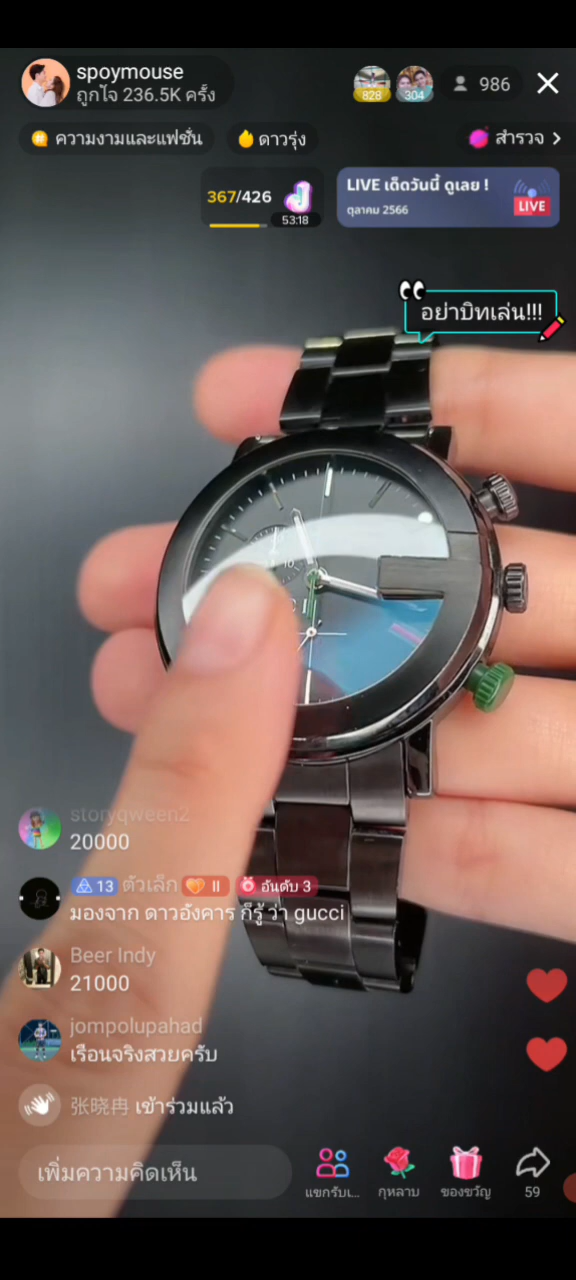 spoymouse
ถูกใจ 236.5K ครั้ง
828
304
986
ความงามและแฟชั่น
ดาวรุ่ง
สำรวจ
367/426
53:18
LIVE เด็ดวันนี้ ดูเลย !
ตุลาคม 2566
LIVE
อย่าบิทเล่น!!!
10
C I
storyqween2
20000
13 ตัวเล็ก II อันดับ 3
มองจาก ดาวอังคาร ก็รู้ ว่า gucci
Beer Indy
21000
jompolupahad
เรือนจริงสวยครับ
张晓冉 เข้าร่วมแล้ว
เพิ่มความคิดเห็น
แขกรับเ...
กุหลาบ
ของขวัญ
59